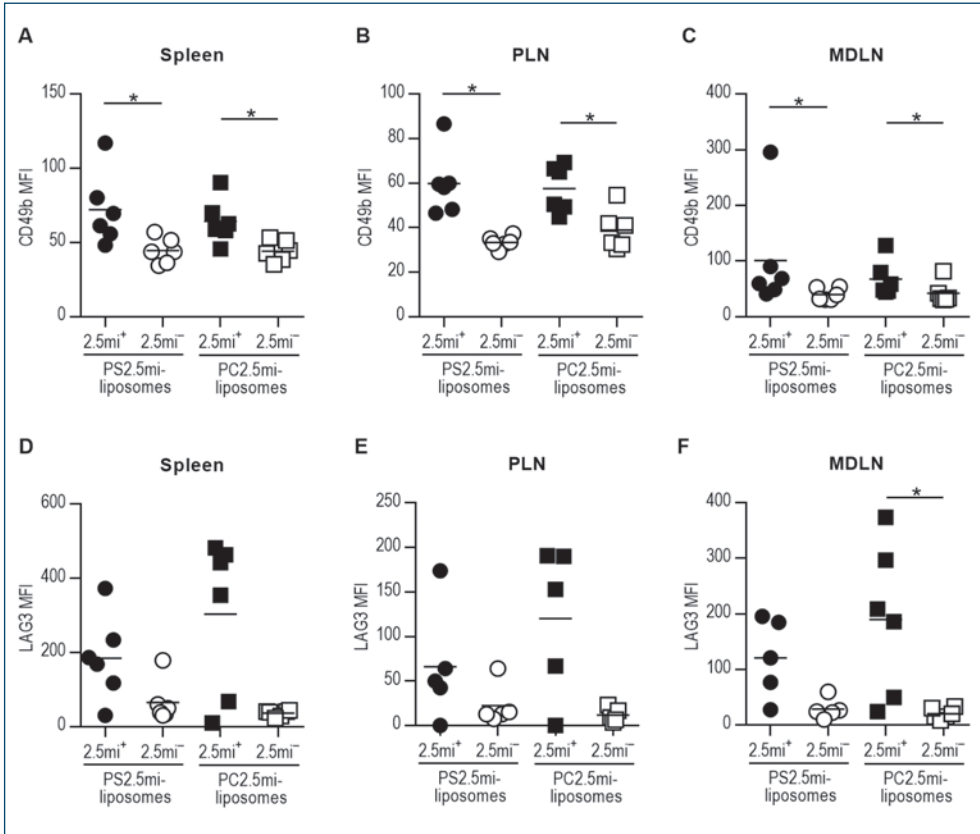 A
Spleen
CD49b MFI
150
100
50
0
*
*
2.5mi⁺ 2.5mi⁻ 2.5mi⁺ 2.5mi⁻
PS2.5mi- PC2.5mi-
liposomes liposomes
B
PLN
CD49b MFI
100
80
60
40
20
0
*
*
2.5mi⁺ 2.5mi⁻ 2.5mi⁺ 2.5mi⁻
PS2.5mi- PC2.5mi-
liposomes liposomes
C
MDLN
CD49b MFI
400
300
200
100
0
*
*
2.5mi⁺ 2.5mi⁻ 2.5mi⁺ 2.5mi⁻
PS2.5mi- PC2.5mi-
liposomes liposomes
D
Spleen
LAG3 MFI
600
400
200
0
2.5mi⁺ 2.5mi⁻ 2.5mi⁺ 2.5mi⁻
PS2.5mi- PC2.5mi-
liposomes liposomes
E
PLN
LAG3 MFI
250
200
150
100
50
0
2.5mi⁺ 2.5mi⁻ 2.5mi⁺ 2.5mi⁻
PS2.5mi- PC2.5mi-
liposomes liposomes
F
MDLN
LAG3 MFI
400
300
200
100
0
*
2.5mi⁺ 2.5mi⁻ 2.5mi⁺ 2.5mi⁻
PS2.5mi- PC2.5mi-
liposomes liposomes